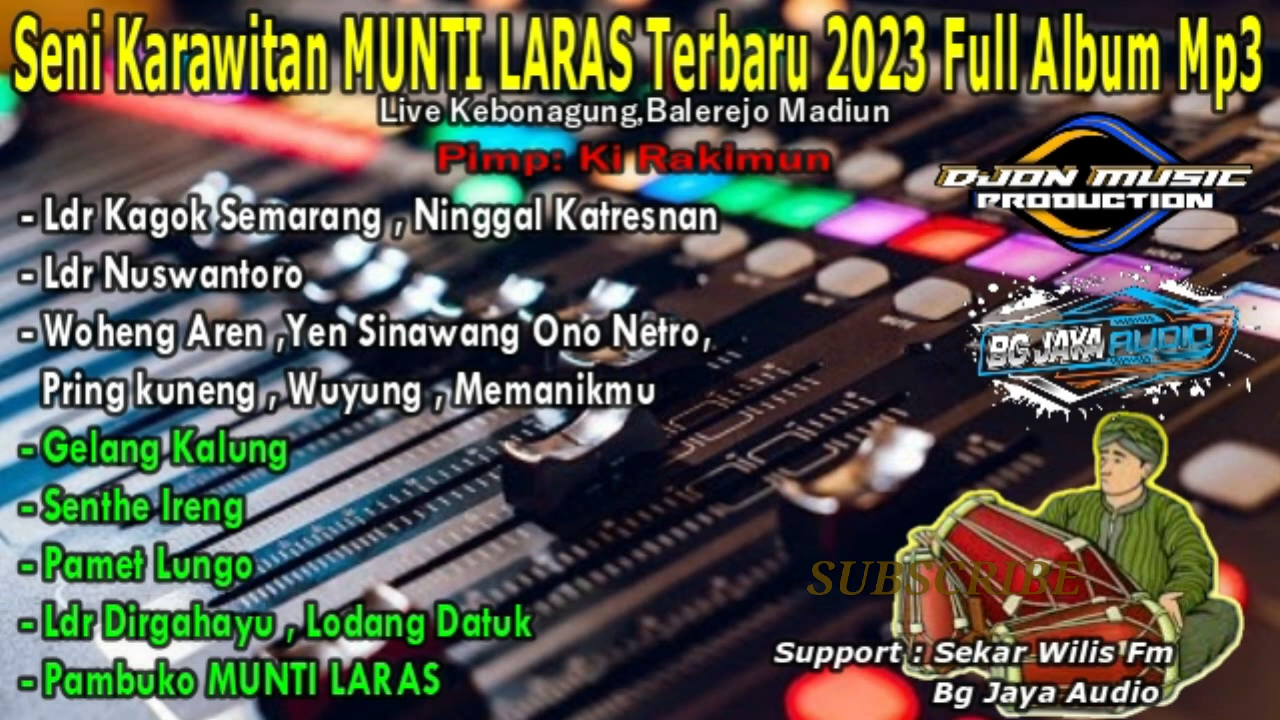 Seni Karawitan MUNTI LARAS Terbaru 2023 Full Album Mp3
Live Kebonagung,Balerejo Madiun
Pimp: Ki Rakimun
DJON MUSIC
PRODUCTION
- Ldr Kagok Semarang , Ninggal Katresnan
- Ldr Nuswantoro
- Woheng Aren ,Yen Sinawang Ono Netro,
Pring kuneng , Wuyung , Memanikmu
BG JAYA AUDIO
- Gelang Kalung
- Senthe Ireng
- Pamet Lungo
- Ldr Dirgahayu , Lodang Datuk
- Pambuko MUNTI LARAS
SUBSCRIBE
Support : Sekar Wilis Fm
Bg Jaya Audio